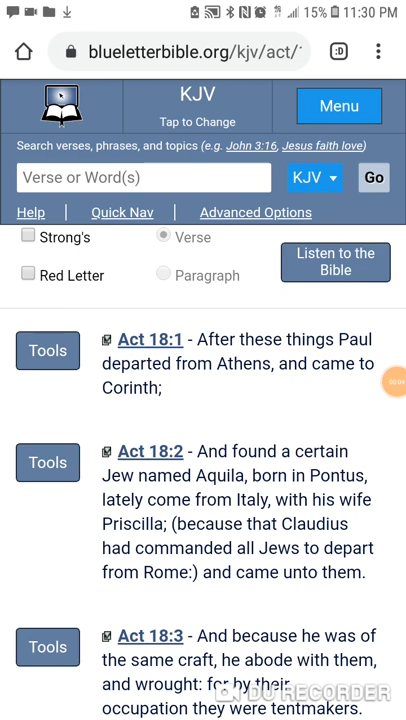 15% 11:30 PM
blueletterbible.org/kjv/act/
:D
KJV
Tap to Change
Menu
Search verses, phrases, and topics (e.g. John 3:16, Jesus faith love)
Verse or Word(s)
KJV
Go
Help | Quick Nav | Advanced Options
Strong's
Verse
Listen to the
Bible
Red Letter
Paragraph
Tools
Act 18:1 - After these things Paul
departed from Athens, and came to
Corinth;
00:04
Tools
Act 18:2 - And found a certain
Jew named Aquila, born in Pontus,
lately come from Italy, with his wife
Priscilla; (because that Claudius
had commanded all Jews to depart
from Rome:) and came unto them.
Tools
Act 18:3 - And because he was of
the same craft, he abode with them,
and wrought: for by their
occupation they were tentmakers.
DU RECORDER